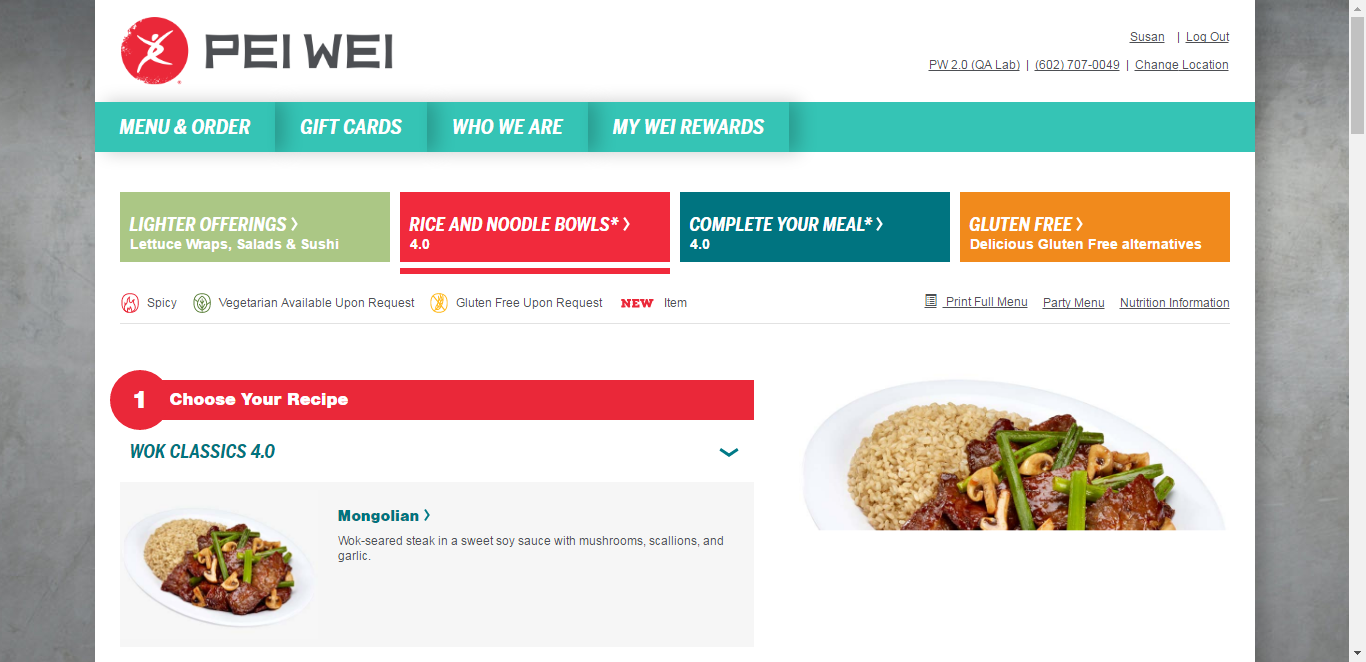 PEI WEI
Susan | Log Out
PW 2.0 (QA Lab) | (602) 707-0049 | Change Location
MENU & ORDER GIFT CARDS WHO WE ARE MY WEI REWARDS
LIGHTER OFFERINGS >
Lettuce Wraps, Salads & Sushi
RICE AND NOODLE BOWLS* >
4.0
COMPLETE YOUR MEAL* >
4.0
GLUTEN FREE >
Delicious Gluten Free alternatives
Spicy Vegetarian Available Upon Request Gluten Free Upon Request NEW Item Print Full Menu Party Menu Nutrition Information
1 Choose Your Recipe
WOK CLASSICS 4.0
Mongolian >
Wok-seared steak in a sweet soy sauce with mushrooms, scallions, and
garlic.